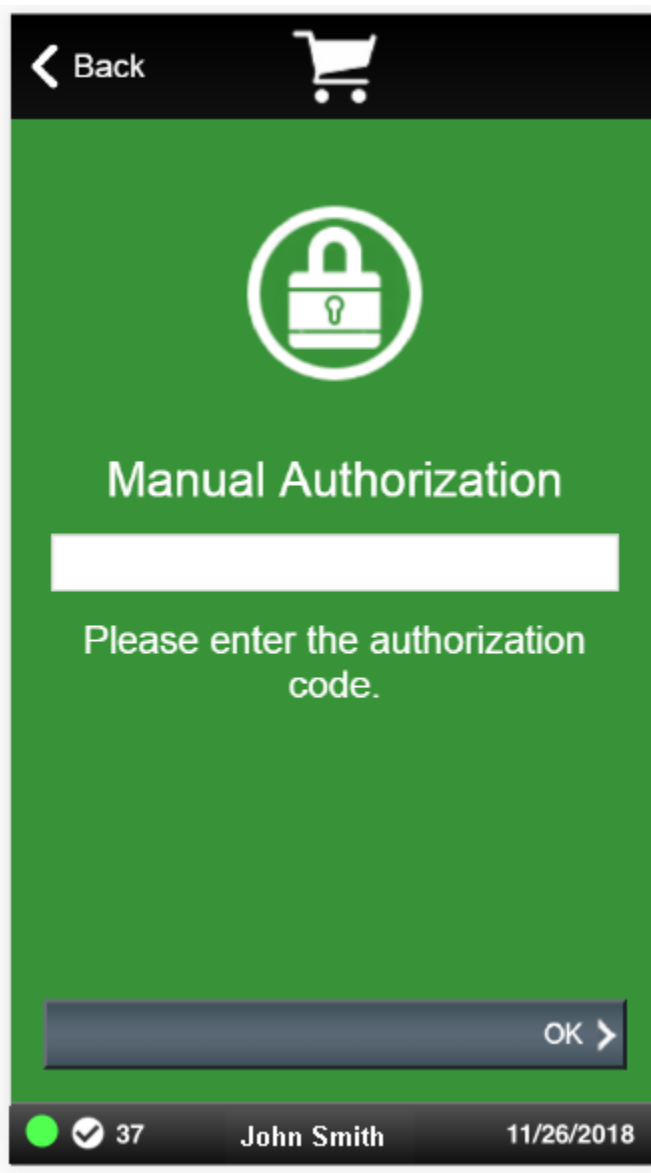 Back
Manual Authorization
Please enter the authorization
code.
OK
37 John Smith 11/26/2018